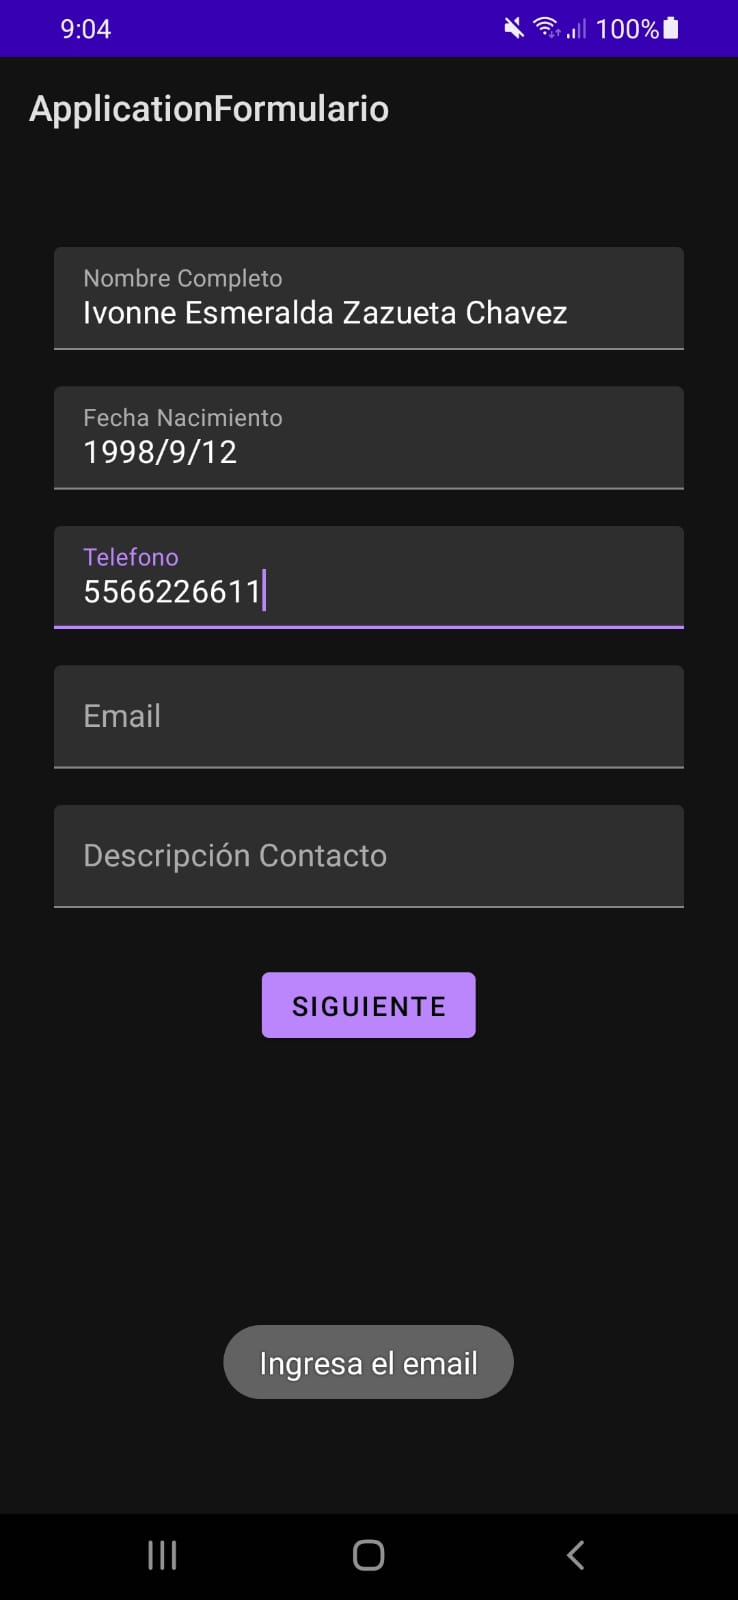 9:04 100%
ApplicationFormulario
Nombre Completo
Ivonne Esmeralda Zazueta Chavez
Fecha Nacimiento
1998/9/12
Telefono
5566226611
Email
Descripción Contacto
SIGUIENTE
Ingresa el email